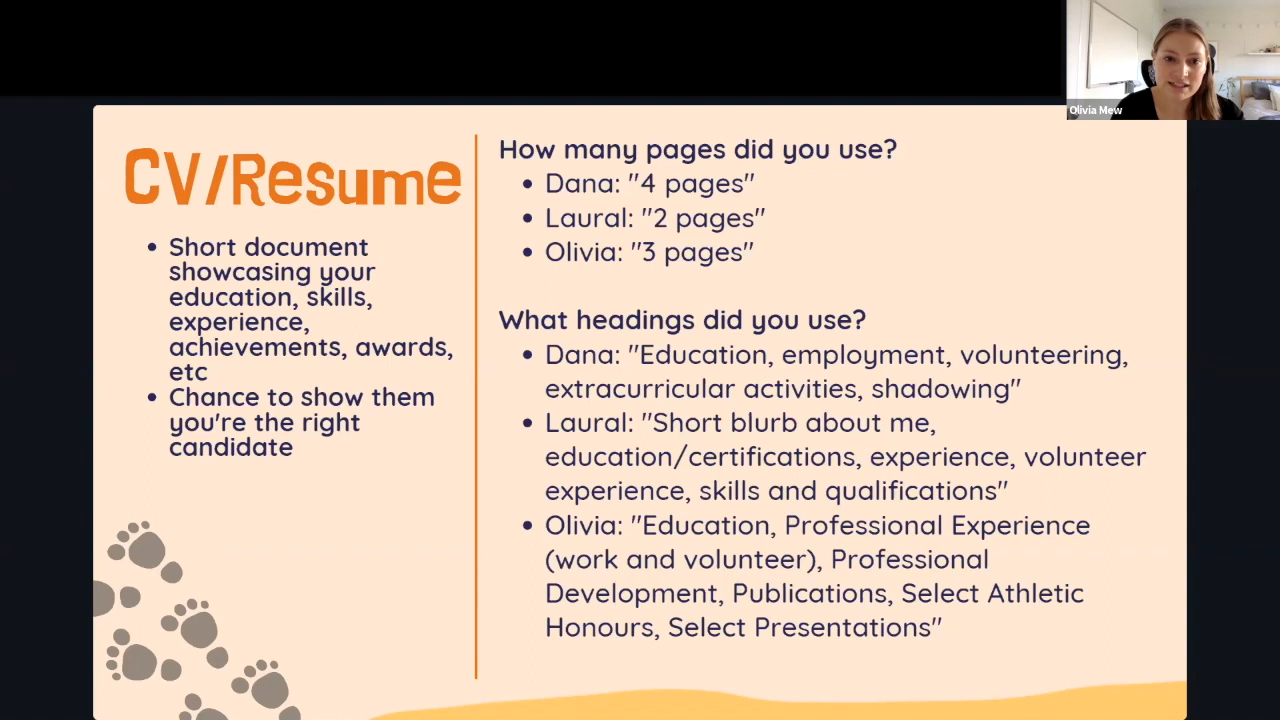 Olivia Mew
CV/Resume
• Short document
showcasing your
education, skills,
experience,
achievements, awards,
etc
• Chance to show them
you're the right
candidate
How many pages did you use?
• Dana: "4 pages"
• Laural: "2 pages"
• Olivia: "3 pages"
What headings did you use?
• Dana: "Education, employment, volunteering,
extracurricular activities, shadowing"
• Laural: "Short blurb about me,
education/certifications, experience, volunteer
experience, skills and qualifications"
• Olivia: "Education, Professional Experience
(work and volunteer), Professional
Development, Publications, Select Athletic
Honours, Select Presentations"